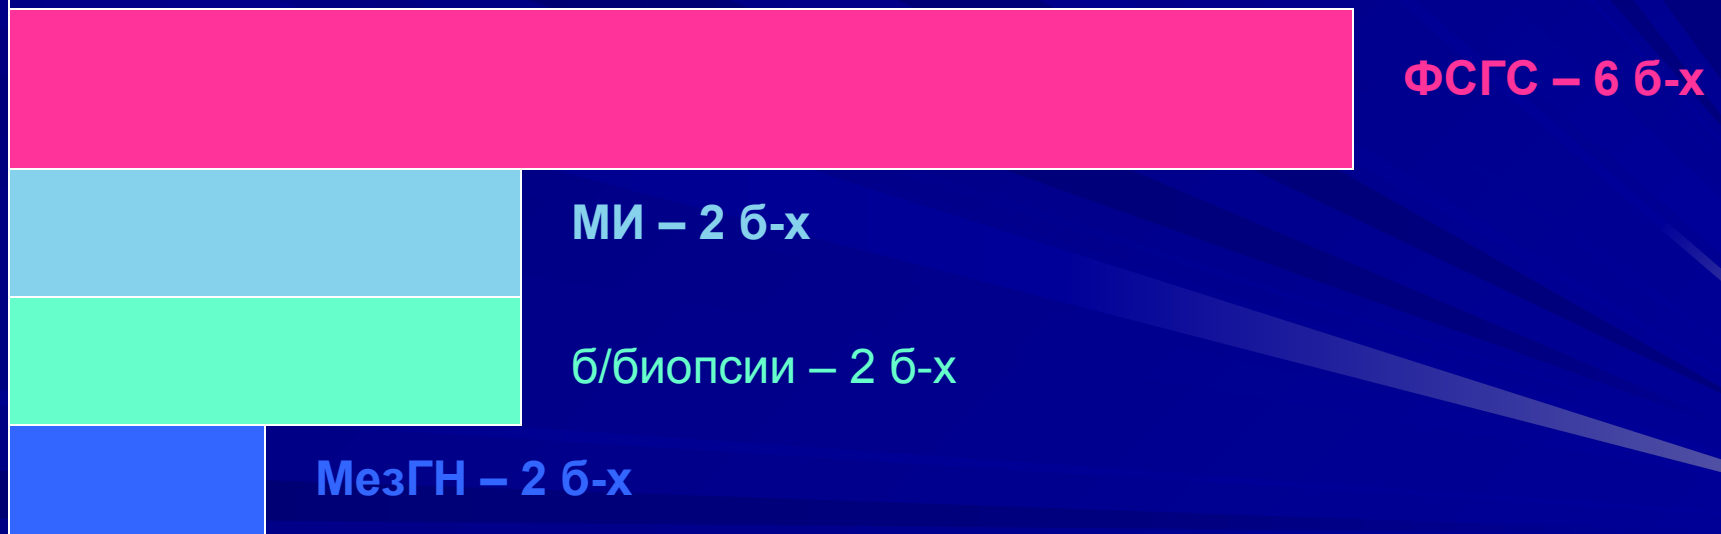 ФСГС – 6 б-х
МИ – 2 б-х
б/биопсии – 2 б-х
МезГН – 2 б-х